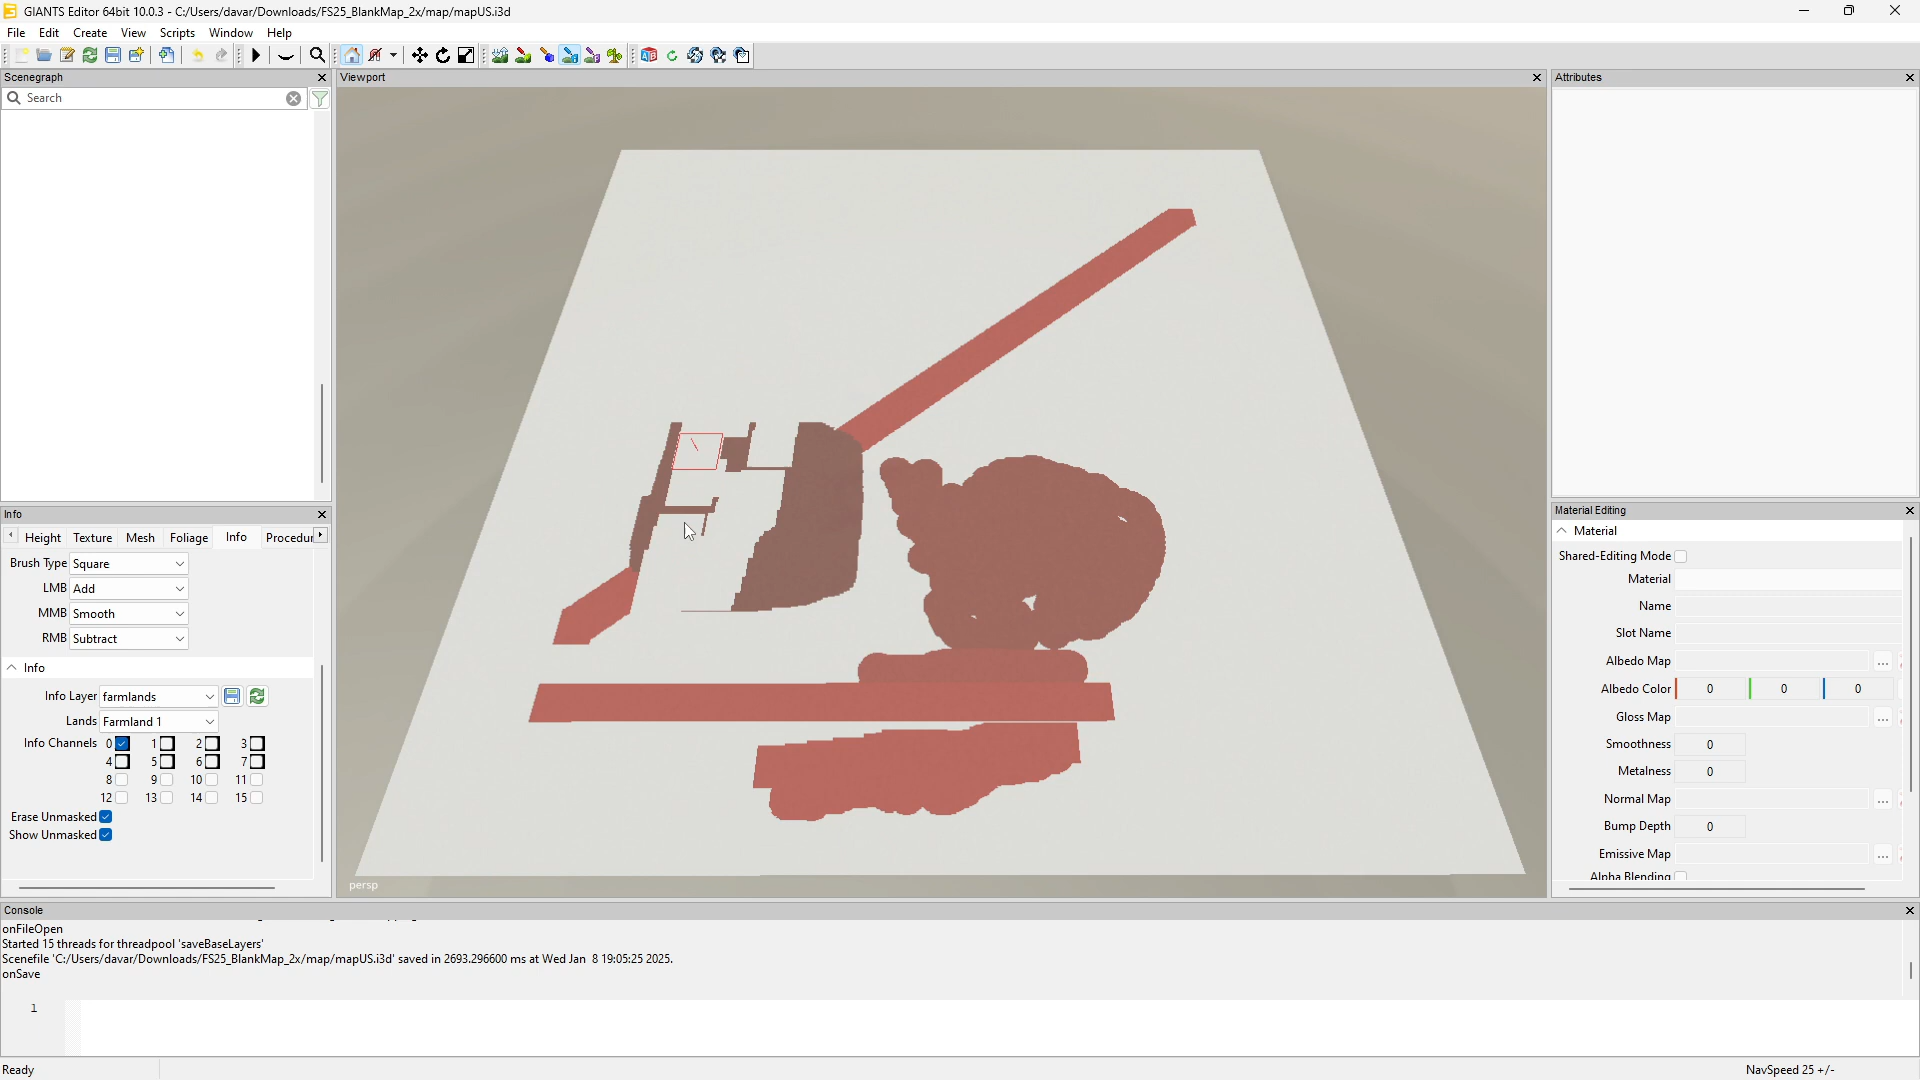 GIANTS Editor 64bit 10.0.3 - C:/Users/davar/Downloads/FS25_BlankMap_2x/map/mapUS.i3d
File Edit Create View Scripts Window Help
Scenegraph
Search
Viewport
persp
Attributes
Info
Height Texture Mesh Foliage Info Procedur
Brush Type Square
LMB Add
MMB Smooth
RMB Subtract
Info
Info Layer farmlands
Lands Farmland 1
Info Channels 0 1 2 3
4 5 6 7
8 9 10 11
12 13 14 15
Erase Unmasked
Show Unmasked
Material Editing
Material
Shared-Editing Mode
Material
Name
Slot Name
Albedo Map ...
Albedo Color 0 0 0
Gloss Map ...
Smoothness 0
Metalness 0
Normal Map ...
Bump Depth 0
Emissive Map ...
Alpha Blending
Console
onFileOpen
Started 15 threads for threadpool 'saveBaseLayers'
Scenefile 'C:/Users/davar/Downloads/FS25_BlankMap_2x/map/mapUS.i3d' saved in 2693.296600 ms at Wed Jan 8 19:05:25 2025.
onSave
1
Ready
NavSpeed 25 +/-